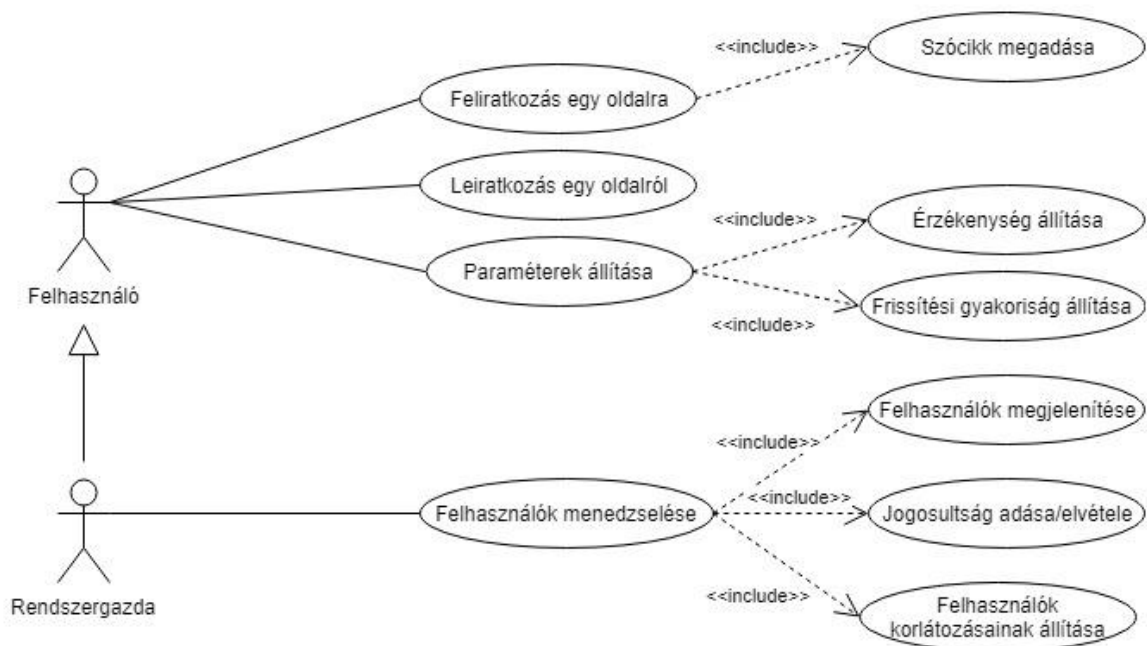 <<include>>
Szócikk megadása
Feliratkozás egy oldalra
Leiratkozás egy oldalról
<<include>>
Érzékenység állítása
Paraméterek állítása
Felhasználó
Frissítési gyakoriság állítása
<<include>>
Felhasználók megjelenítése
<<include>>
<<include>>
Felhasználók menedzselése
Jogosultság adása/elvétele
Rendszergazda
<<include>>
Felhasználók
korlátozásainak állítása